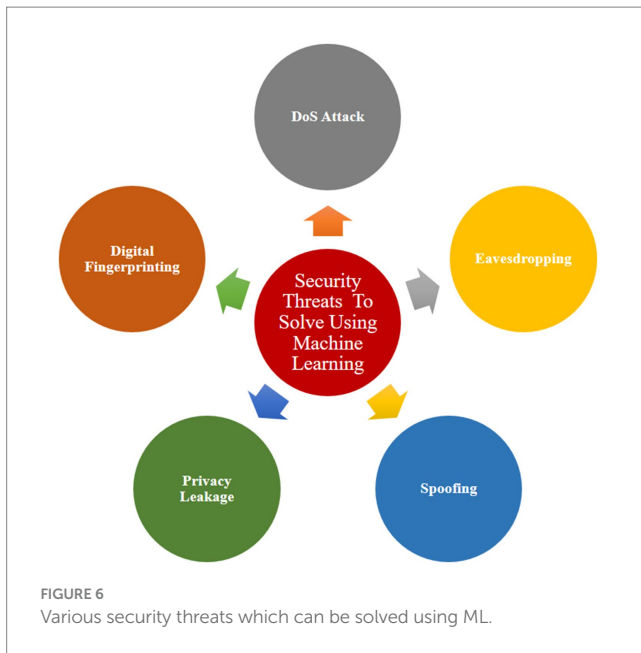 DoS Attack
Digital
Fingerprinting
Eavesdropping
Security
Threats To
Solve Using
Machine
Learning
Privacy
Leakage
Spoofing
FIGURE 6
Various security threats which can be solved using ML.